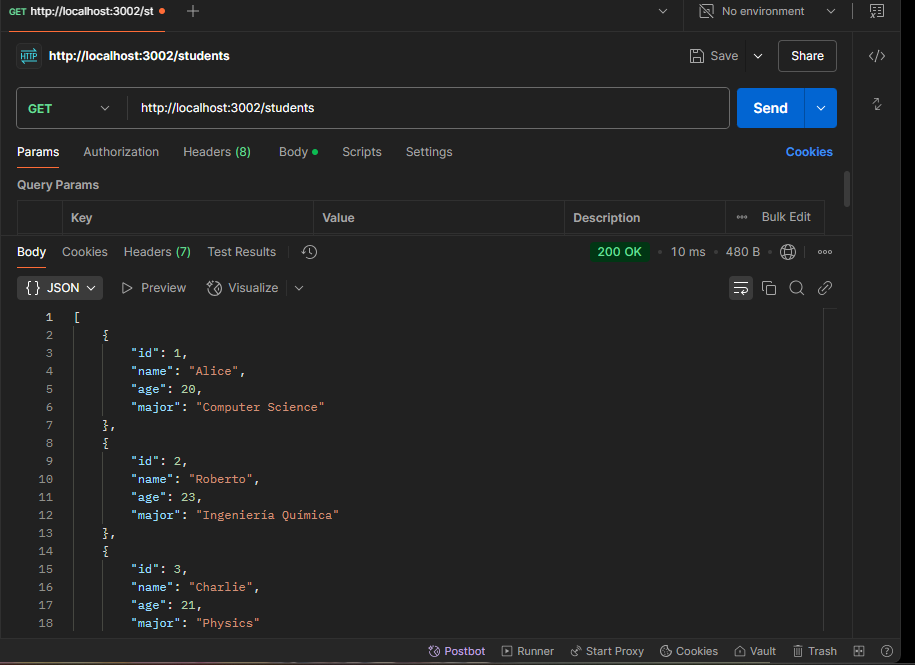 GET http://localhost:3002/st
No environment
HTTP http://localhost:3002/students
Save
Share
GET
http://localhost:3002/students
Send
Params Authorization Headers (8) Body Scripts Settings Cookies
Query Params
Key Value Description Bulk Edit
Body Cookies Headers (7) Test Results 200 OK 10 ms 480 B
{} JSON Preview Visualize
1 [
2 {
3 "id": 1,
4 "name": "Alice",
5 "age": 20,
6 "major": "Computer Science"
7 },
8 {
9 "id": 2,
10 "name": "Roberto",
11 "age": 23,
12 "major": "Ingenieria Quimica"
13 },
14 {
15 "id": 3,
16 "name": "Charlie",
17 "age": 21,
18 "major": "Physics"
Postbot Runner Start Proxy Cookies Vault Trash